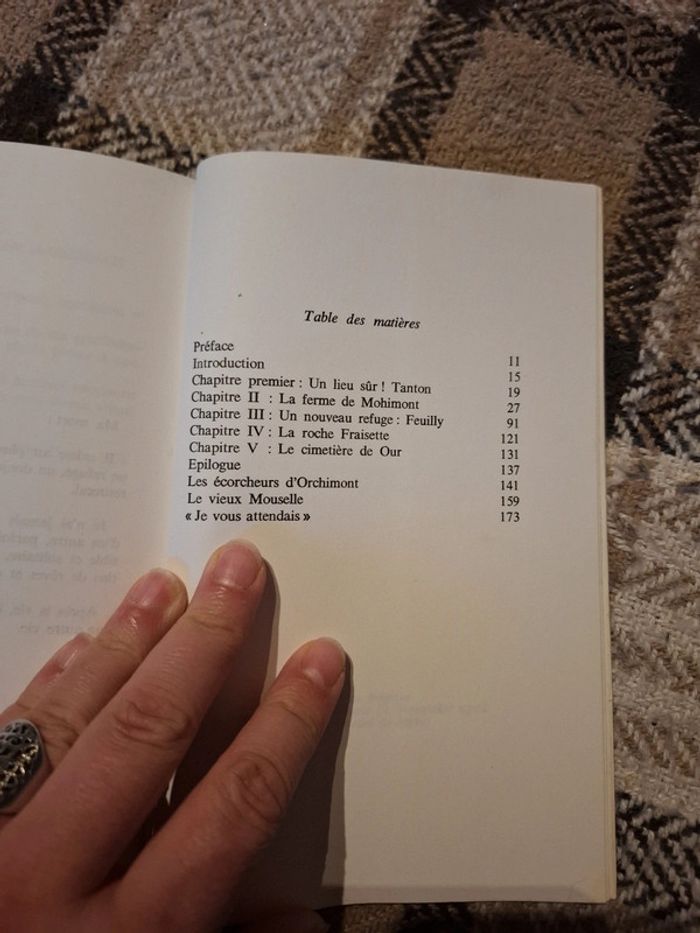 Table des matières
Préface 11
Introduction 15
Chapitre premier : Un lieu sûr ! Tanton 19
Chapitre II : La ferme de Mohimont 27
Chapitre III : Un nouveau refuge : Feuilly 91
Chapitre IV : La roche Fraisette 121
Chapitre V : Le cimetière de Our 131
Epilogue 137
Les écorcheurs d'Orchimont 141
Le vieux Mouselle 159
« Je vous attendais » 173